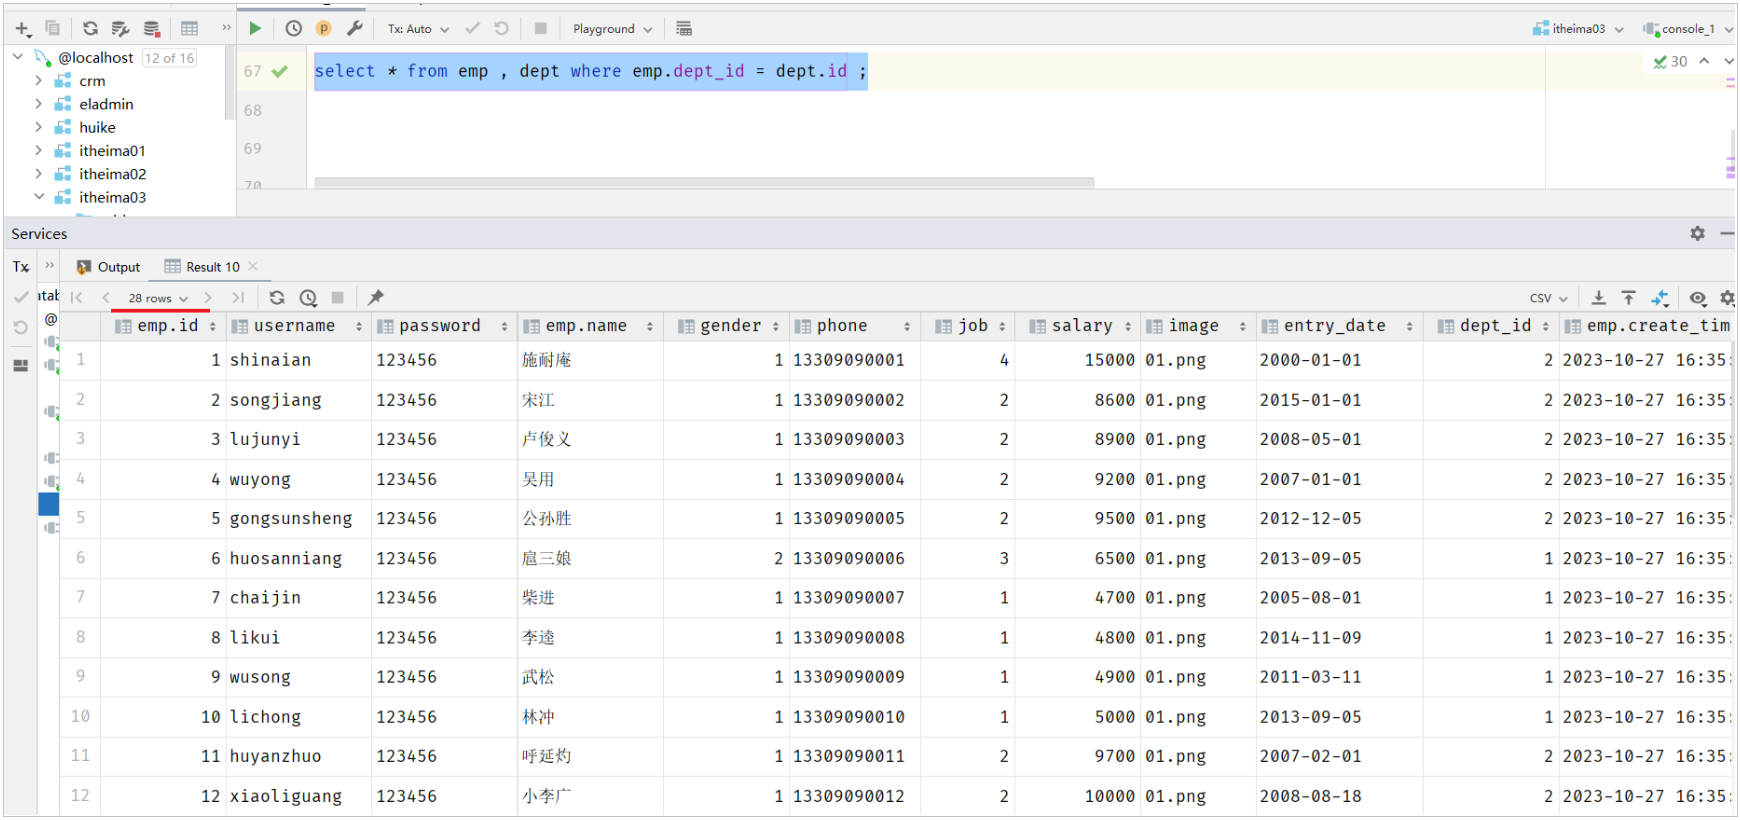 Tx: Auto Playground itheima03 console_1
@localhost 12 of 16
crm
eladmin
huike
itheima01
itheima02
itheima03
67 select * from emp , dept where emp.dept_id = dept.id ;
30
68
69
70
Services
Tx Output Result 10
28 rows CSV
@
emp.id username password emp.name gender phone job salary image entry_date dept_id emp.create_tim
1 1 shinaian 123456 施耐庵 1 13309090001 4 15000 01.png 2000-01-01 2 2023-10-27 16:35:
2 2 songjiang 123456 宋江 1 13309090002 2 8600 01.png 2015-01-01 2 2023-10-27 16:35:
3 3 lujunyi 123456 卢俊义 1 13309090003 2 8900 01.png 2008-05-01 2 2023-10-27 16:35:
4 4 wuyong 123456 吴用 1 13309090004 2 9200 01.png 2007-01-01 2 2023-10-27 16:35:
5 5 gongsunsheng 123456 公孙胜 1 13309090005 2 9500 01.png 2012-12-05 2 2023-10-27 16:35:
6 6 huosanniang 123456 扈三娘 2 13309090006 3 6500 01.png 2013-09-05 1 2023-10-27 16:35:
7 7 chaijin 123456 柴进 1 13309090007 1 4700 01.png 2005-08-01 1 2023-10-27 16:35:
8 8 likui 123456 李逵 1 13309090008 1 4800 01.png 2014-11-09 1 2023-10-27 16:35:
9 9 wusong 123456 武松 1 13309090009 1 4900 01.png 2011-03-11 1 2023-10-27 16:35:
10 10 lichong 123456 林冲 1 13309090010 1 5000 01.png 2013-09-05 1 2023-10-27 16:35:
11 11 huyanzhuo 123456 呼延灼 1 13309090011 2 9700 01.png 2007-02-01 2 2023-10-27 16:35:
12 12 xiaoliguang 123456 小李广 1 13309090012 2 10000 01.png 2008-08-18 2 2023-10-27 16:35: